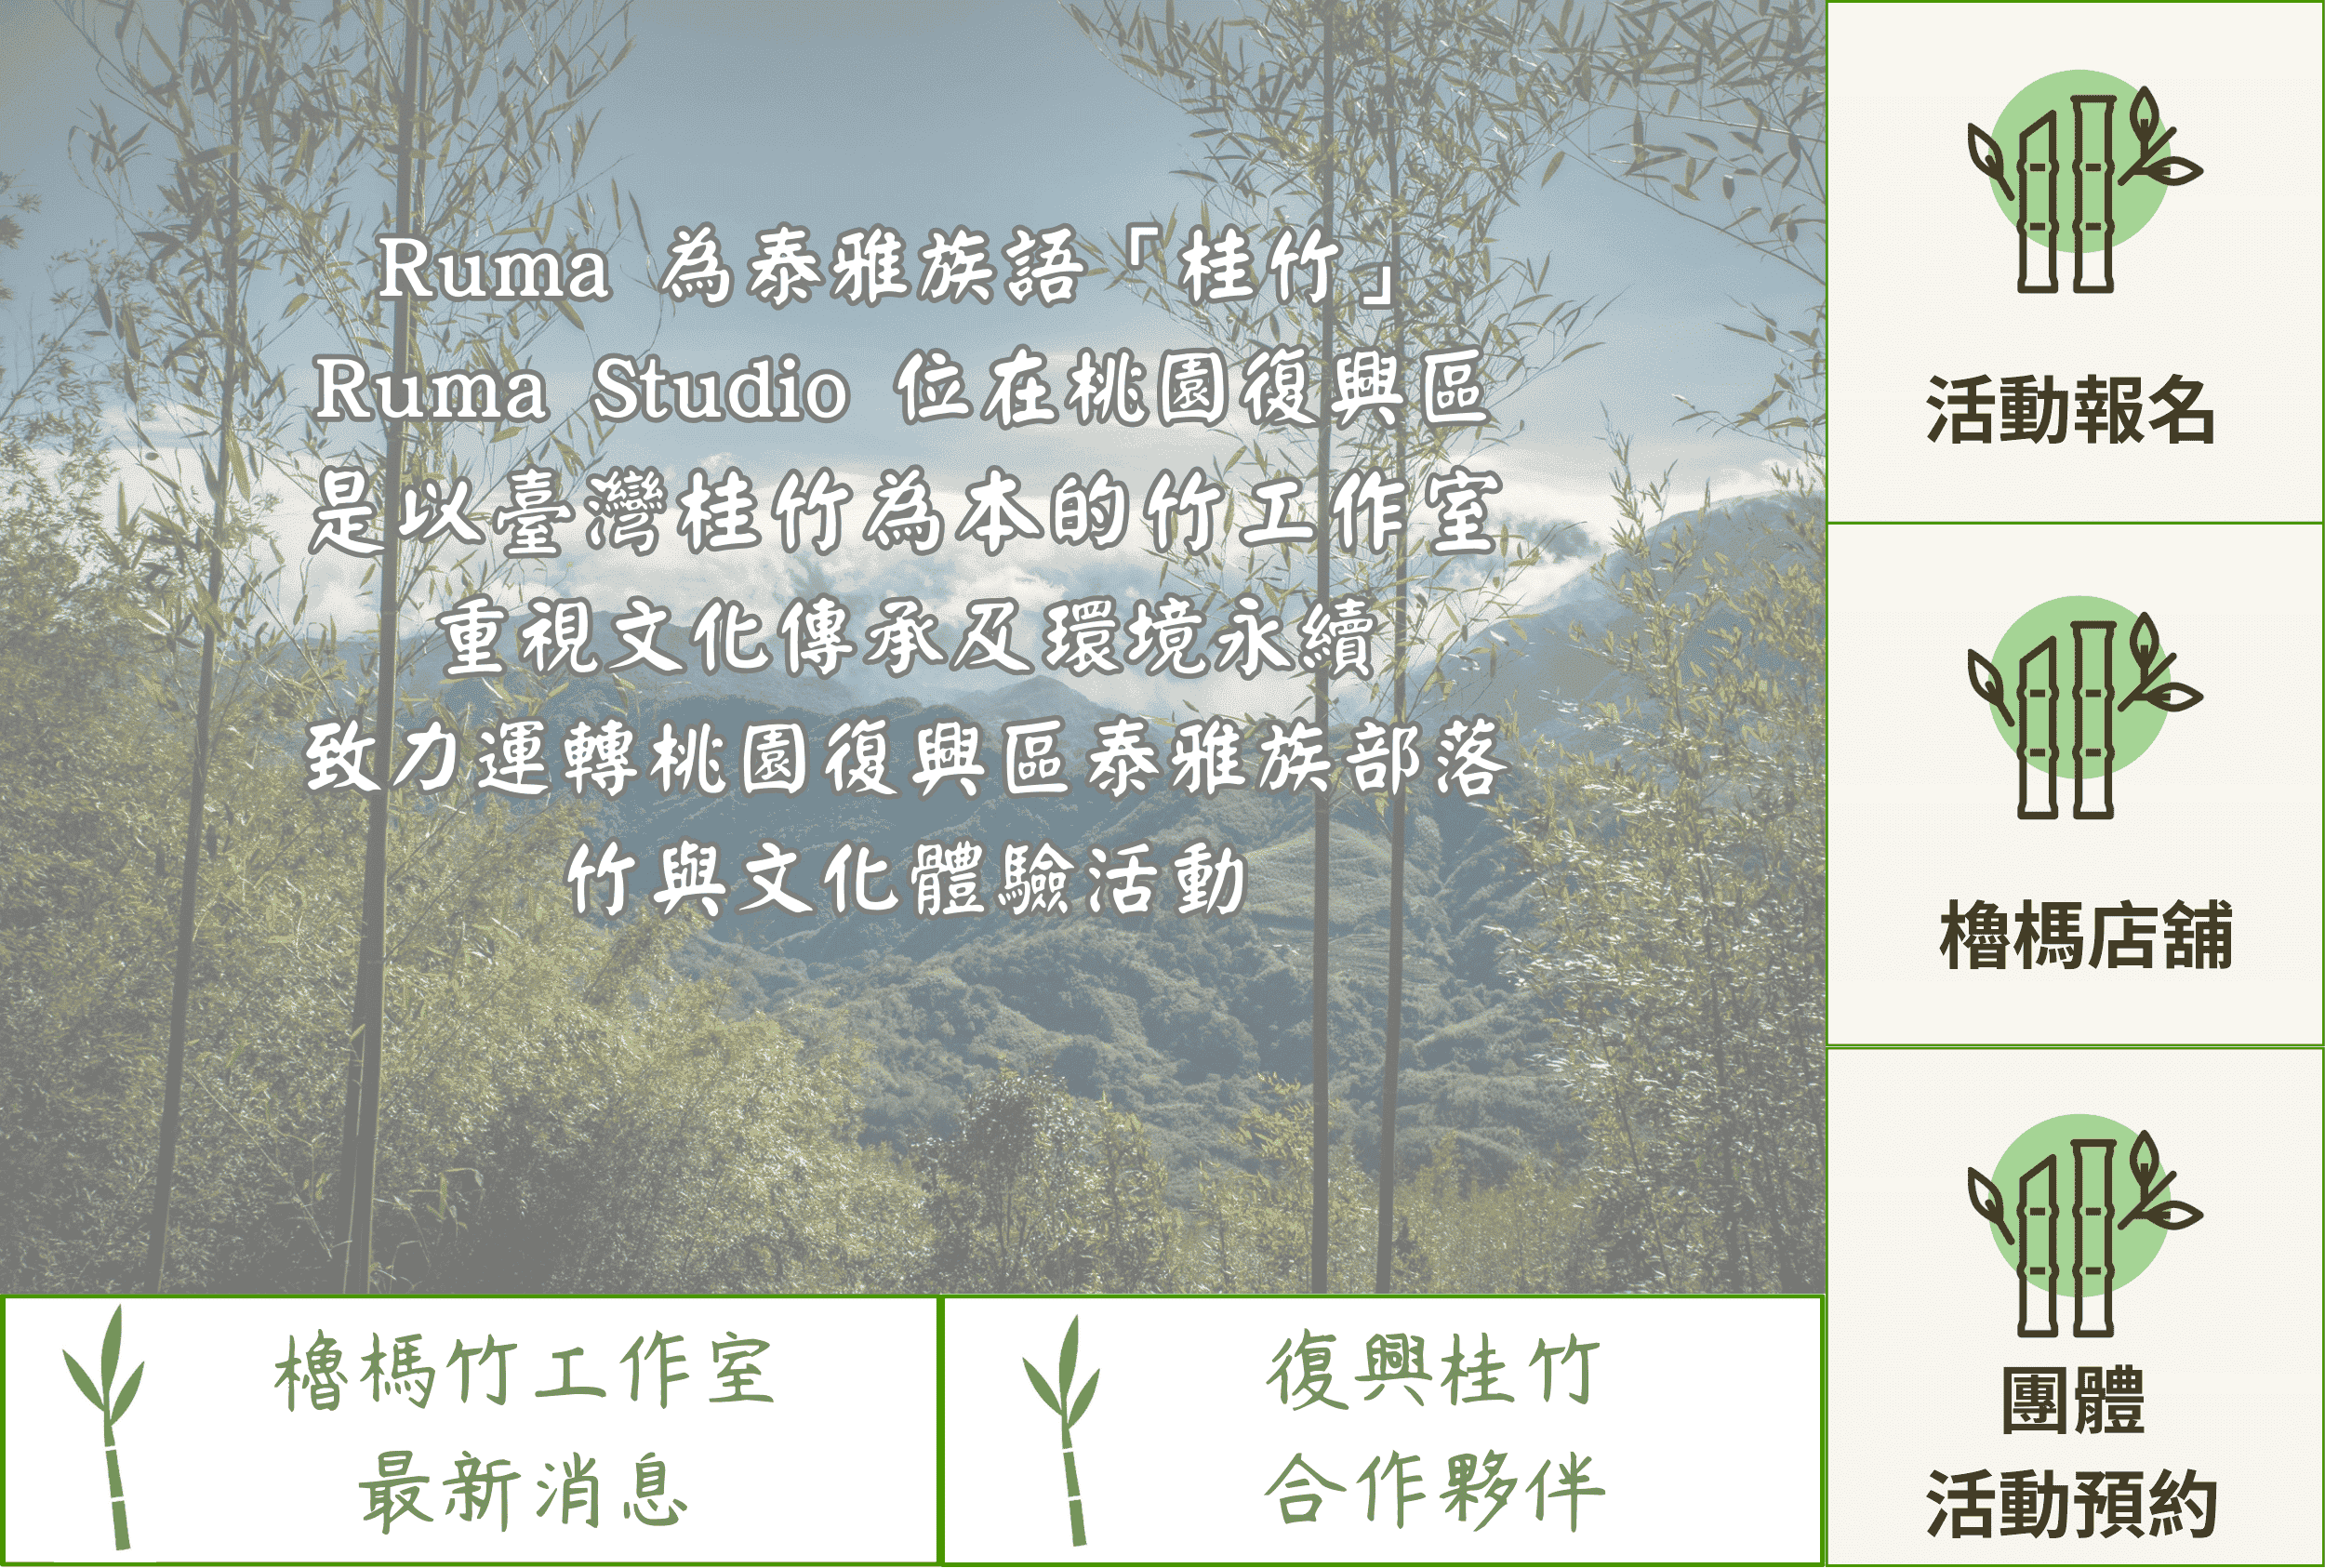 Ruma 為泰雅族語「桂竹」
Ruma Studio 位在桃園復興區
是以臺灣桂竹為本的竹工作室
重視文化傳承及環境永續
致力運轉桃園復興區泰雅族部落
竹與文化體驗活動
活動報名
櫓榪店舖
團體
活動預約
櫓榪竹工作室
最新消息
復興桂竹
合作夥伴